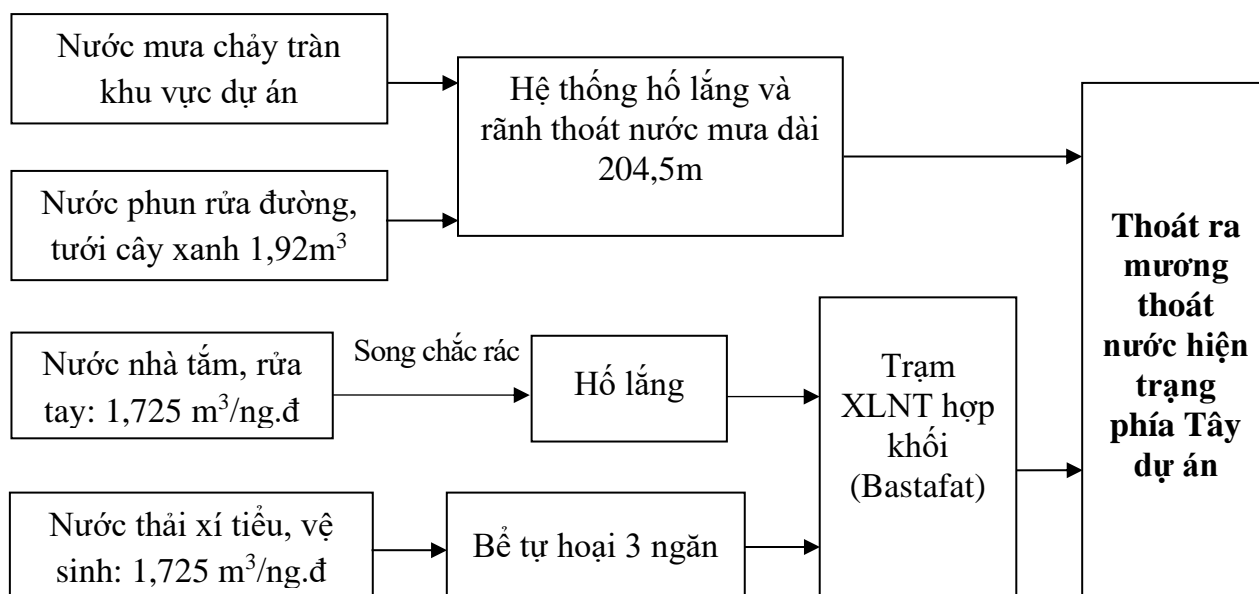 Nước mưa chảy tràn
khu vực dự án
Hệ thống hố lắng và
rãnh thoát nước mưa dài
204,5m
Nước phun rửa đường,
tưới cây xanh 1,92m³
Thoát ra
mương
thoát
nước hiện
trạng
phía Tây
dự án
Nước nhà tắm, rửa
tay: 1,725 m³/ng.đ
Song chắc rác
Hố lắng
Trạm
XLNT hợp
khối
(Bastafat)
Nước thải xí tiểu, vệ
sinh: 1,725 m³/ng.đ
Bể tự hoại 3 ngăn